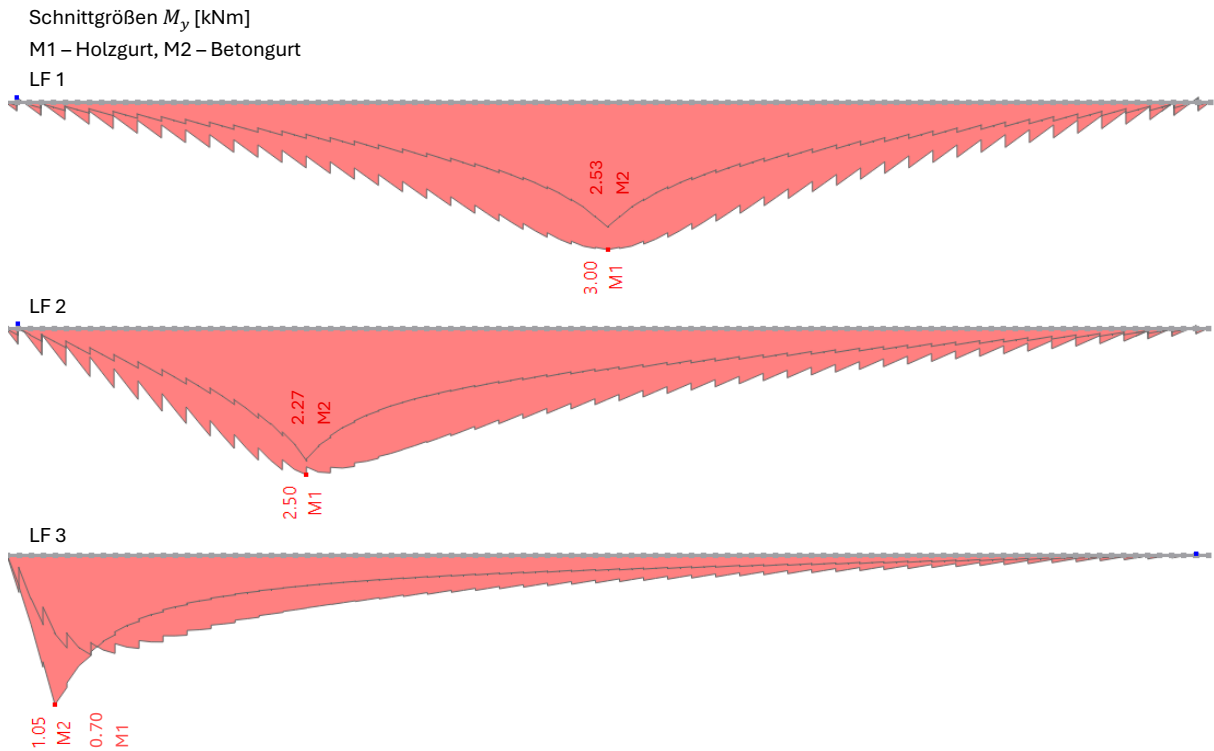 Schnittgrößen M_y [kNm]
M1 – Holzgurt, M2 – Betongurt
LF 1
2.53
M2
3.00
M1
LF 2
2.27
M2
2.50
M1
LF 3
1.05
M2
0.70
M1